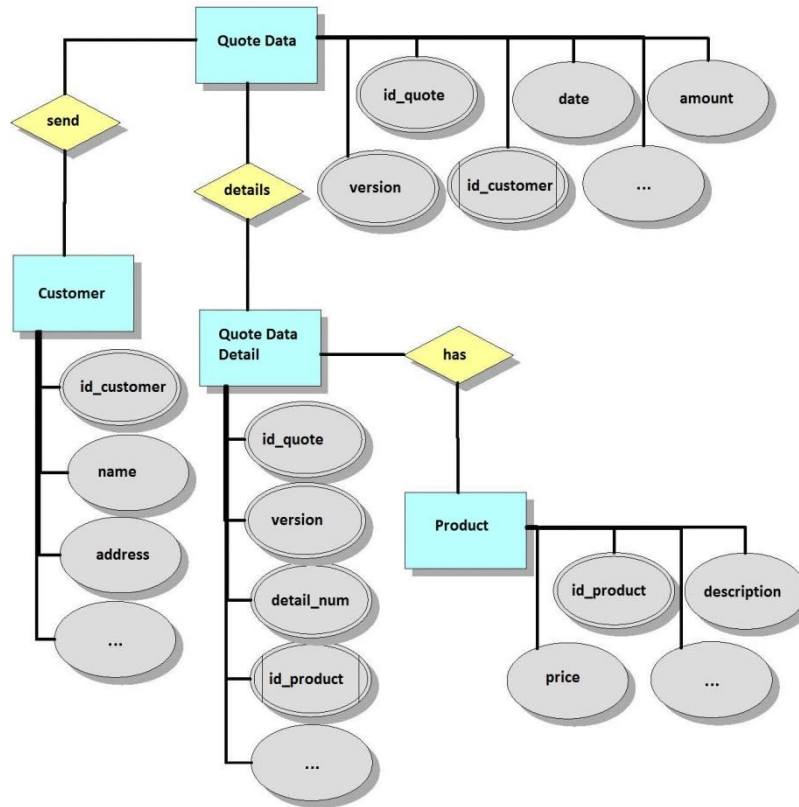 Quote Data
id_quote
date
amount
send
version
id_customer
...
details
Customer
Quote Data
Detail
has
id_customer
id_quote
name
version
Product
address
id_product
description
detail_num
...
id_product
price
...
...